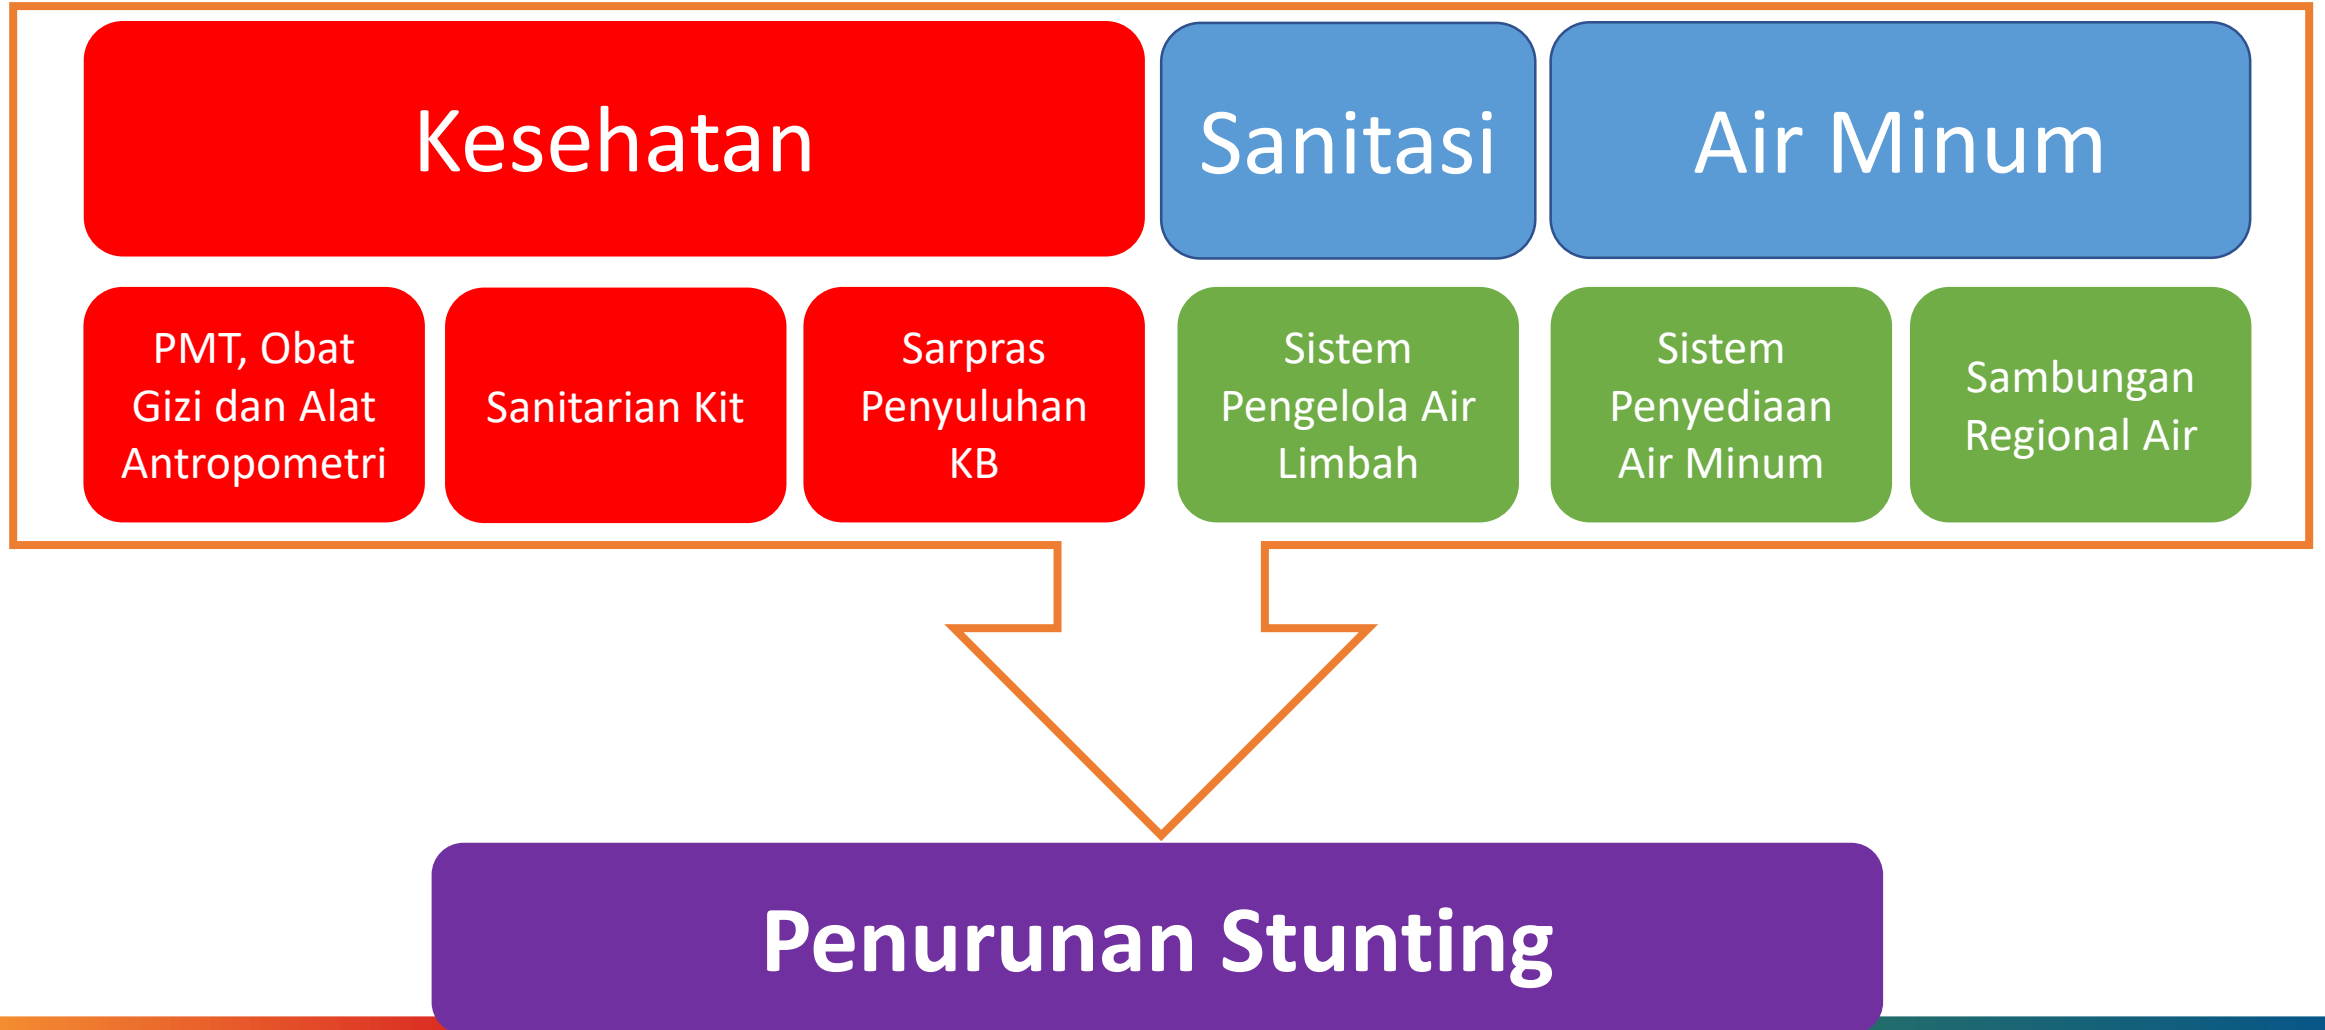 Kesehatan
Sanitasi
Air Minum
PMT, Obat
Gizi dan Alat
Antropometri
Sanitarian Kit
Sarpras
Penyuluhan
KB
Sistem
Pengelola Air
Limbah
Sistem
Penyediaan
Air Minum
Sambungan
Regional Air
Penurunan Stunting